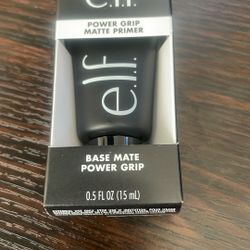 e.l.f.
POWER GRIP
MATTE PRIMER
e.l.f.
BASE MATE
POWER GRIP
0.5 FL OZ (15 mL)